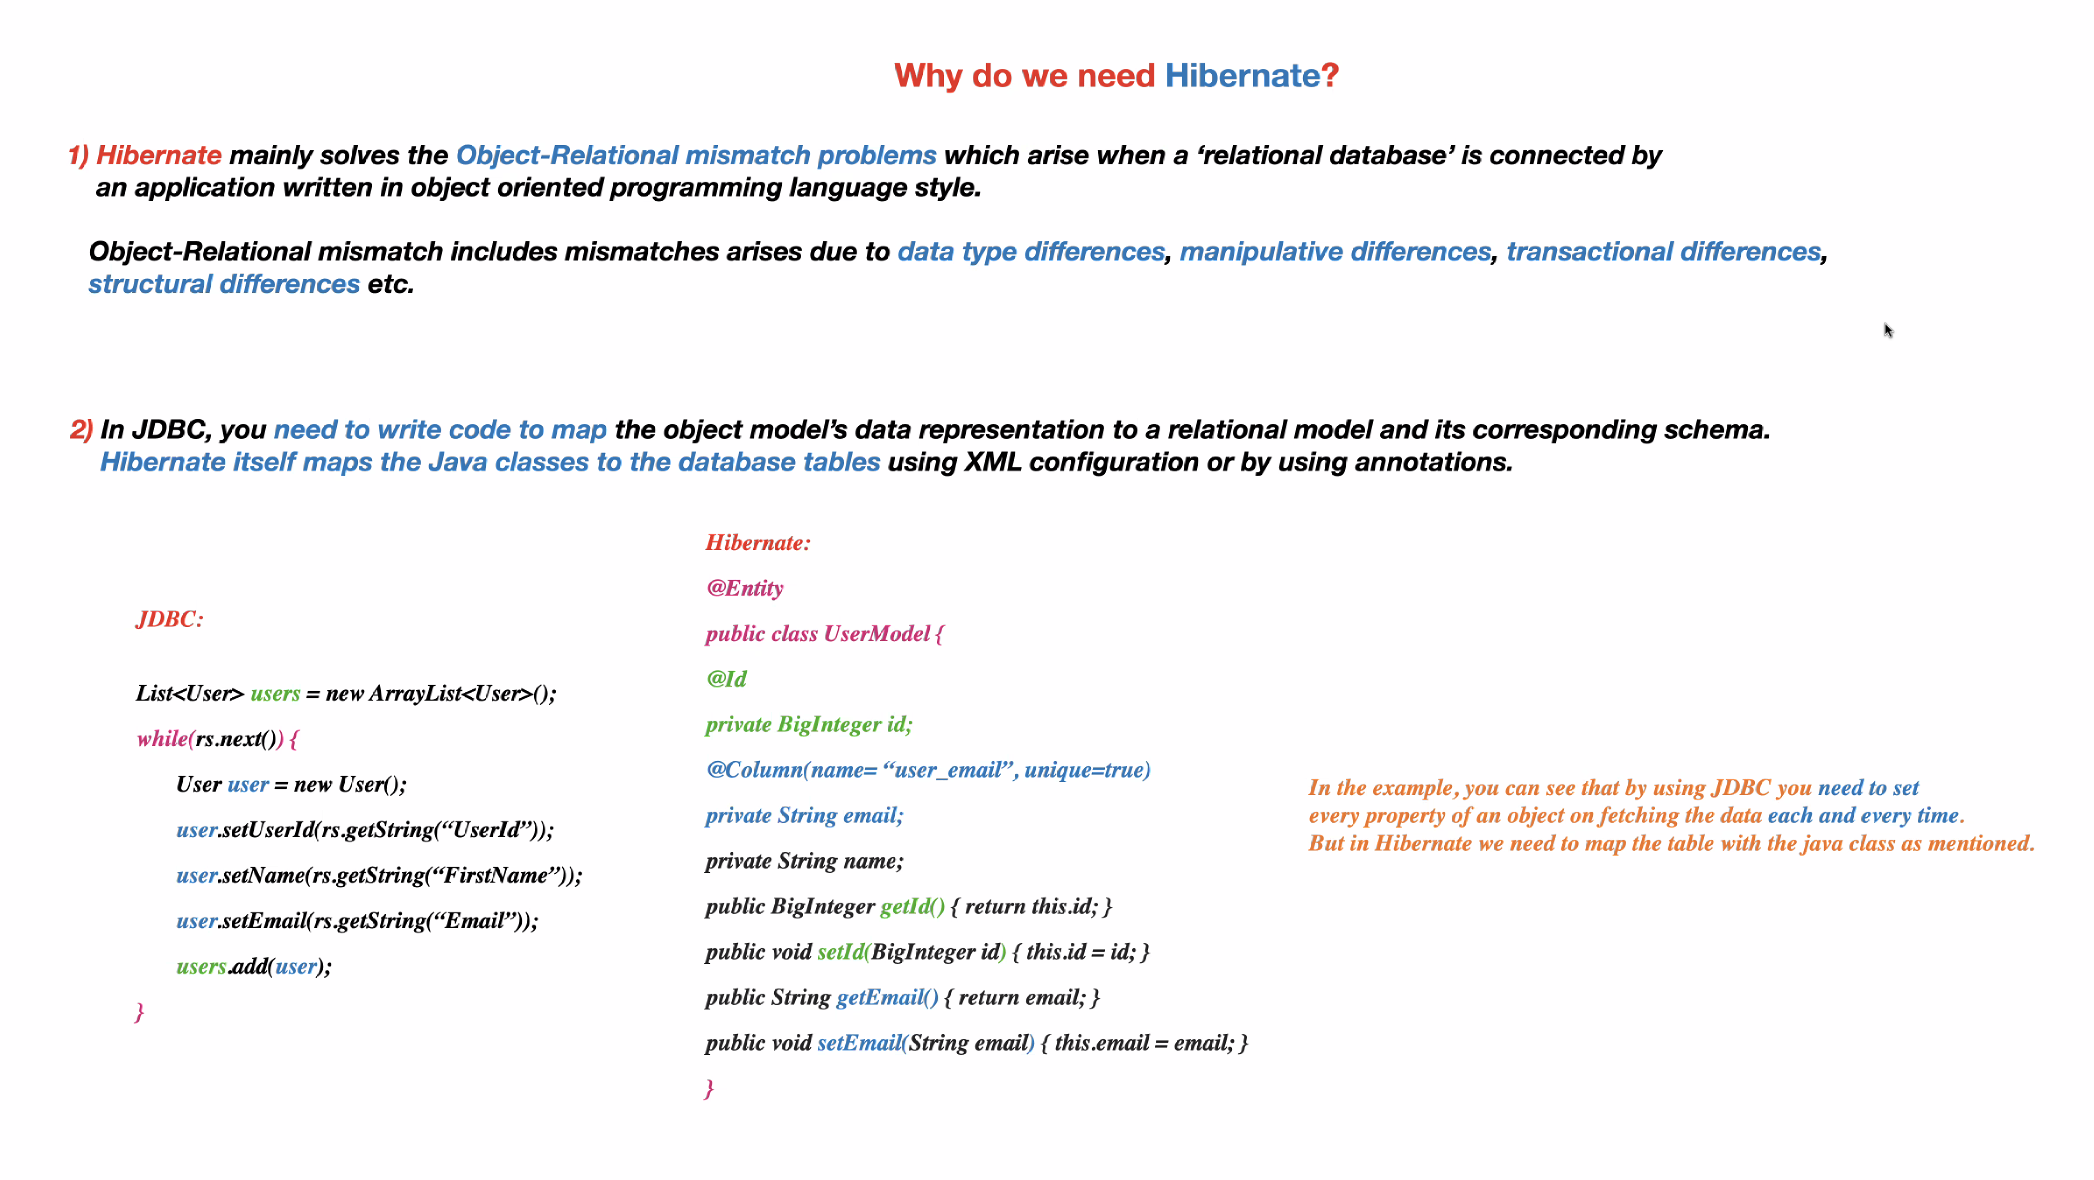 Why do we need Hibernate?
1) Hibernate mainly solves the Object-Relational mismatch problems which arise when a ‘relational database’ is connected by
an application written in object oriented programming language style.
Object-Relational mismatch includes mismatches arises due to data type differences, manipulative differences, transactional differences,
structural differences etc.
2) In JDBC, you need to write code to map the object model’s data representation to a relational model and its corresponding schema.
Hibernate itself maps the Java classes to the database tables using XML configuration or by using annotations.
JDBC:
List<User> users = new ArrayList<User>();
while(rs.next()) {
User user = new User();
user.setUserId(rs.getString(“UserId”));
user.setName(rs.getString(“FirstName”));
user.setEmail(rs.getString(“Email”));
users.add(user);
}
Hibernate:
@Entity
public class UserModel {
@Id
private BigInteger id;
@Column(name= “user_email”, unique=true)
private String email;
private String name;
public BigInteger getId() { return this.id; }
public void setId(BigInteger id) { this.id = id; }
public String getEmail() { return email; }
public void setEmail(String email) { this.email = email; }
}
In the example, you can see that by using JDBC you need to set
every property of an object on fetching the data each and every time.
But in Hibernate we need to map the table with the java class as mentioned.